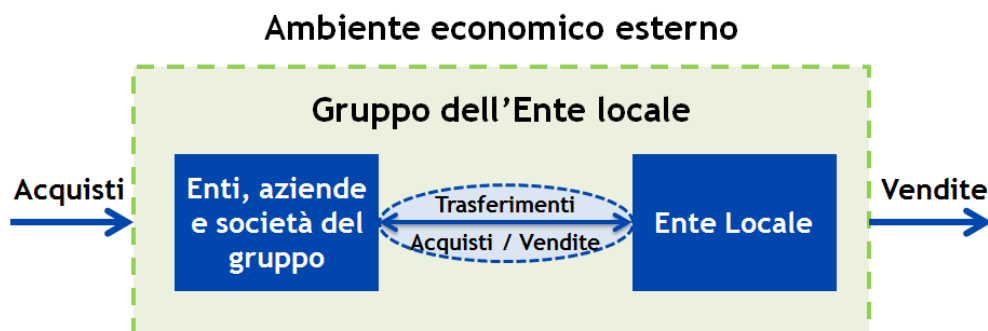 Ambiente economico esterno
Gruppo dell'Ente locale
Acquisti
Enti, aziende
e società del
gruppo
Trasferimenti
Acquisti / Vendite
Ente Locale
Vendite